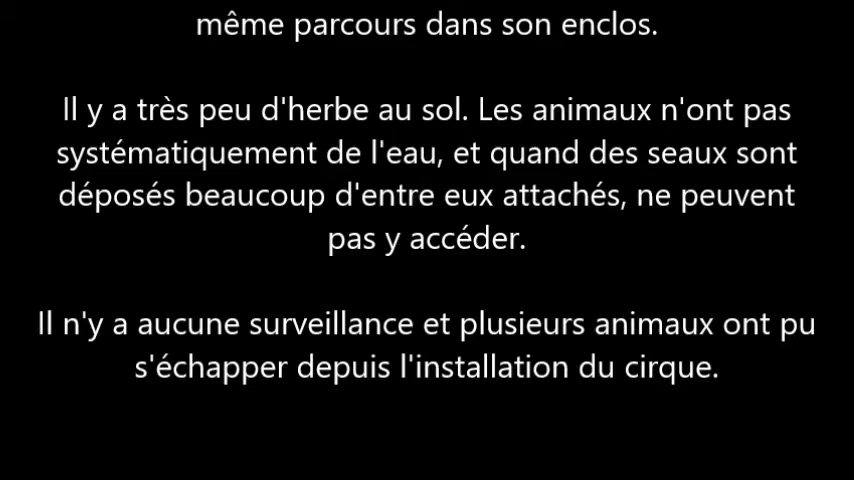 même parcours dans son enclos.
Il y a très peu d'herbe au sol. Les animaux n'ont pas
systématiquement de l'eau, et quand des seaux sont
déposés beaucoup d'entre eux attachés, ne peuvent
pas y accéder.
Il n'y a aucune surveillance et plusieurs animaux ont pu
s'échapper depuis l'installation du cirque.